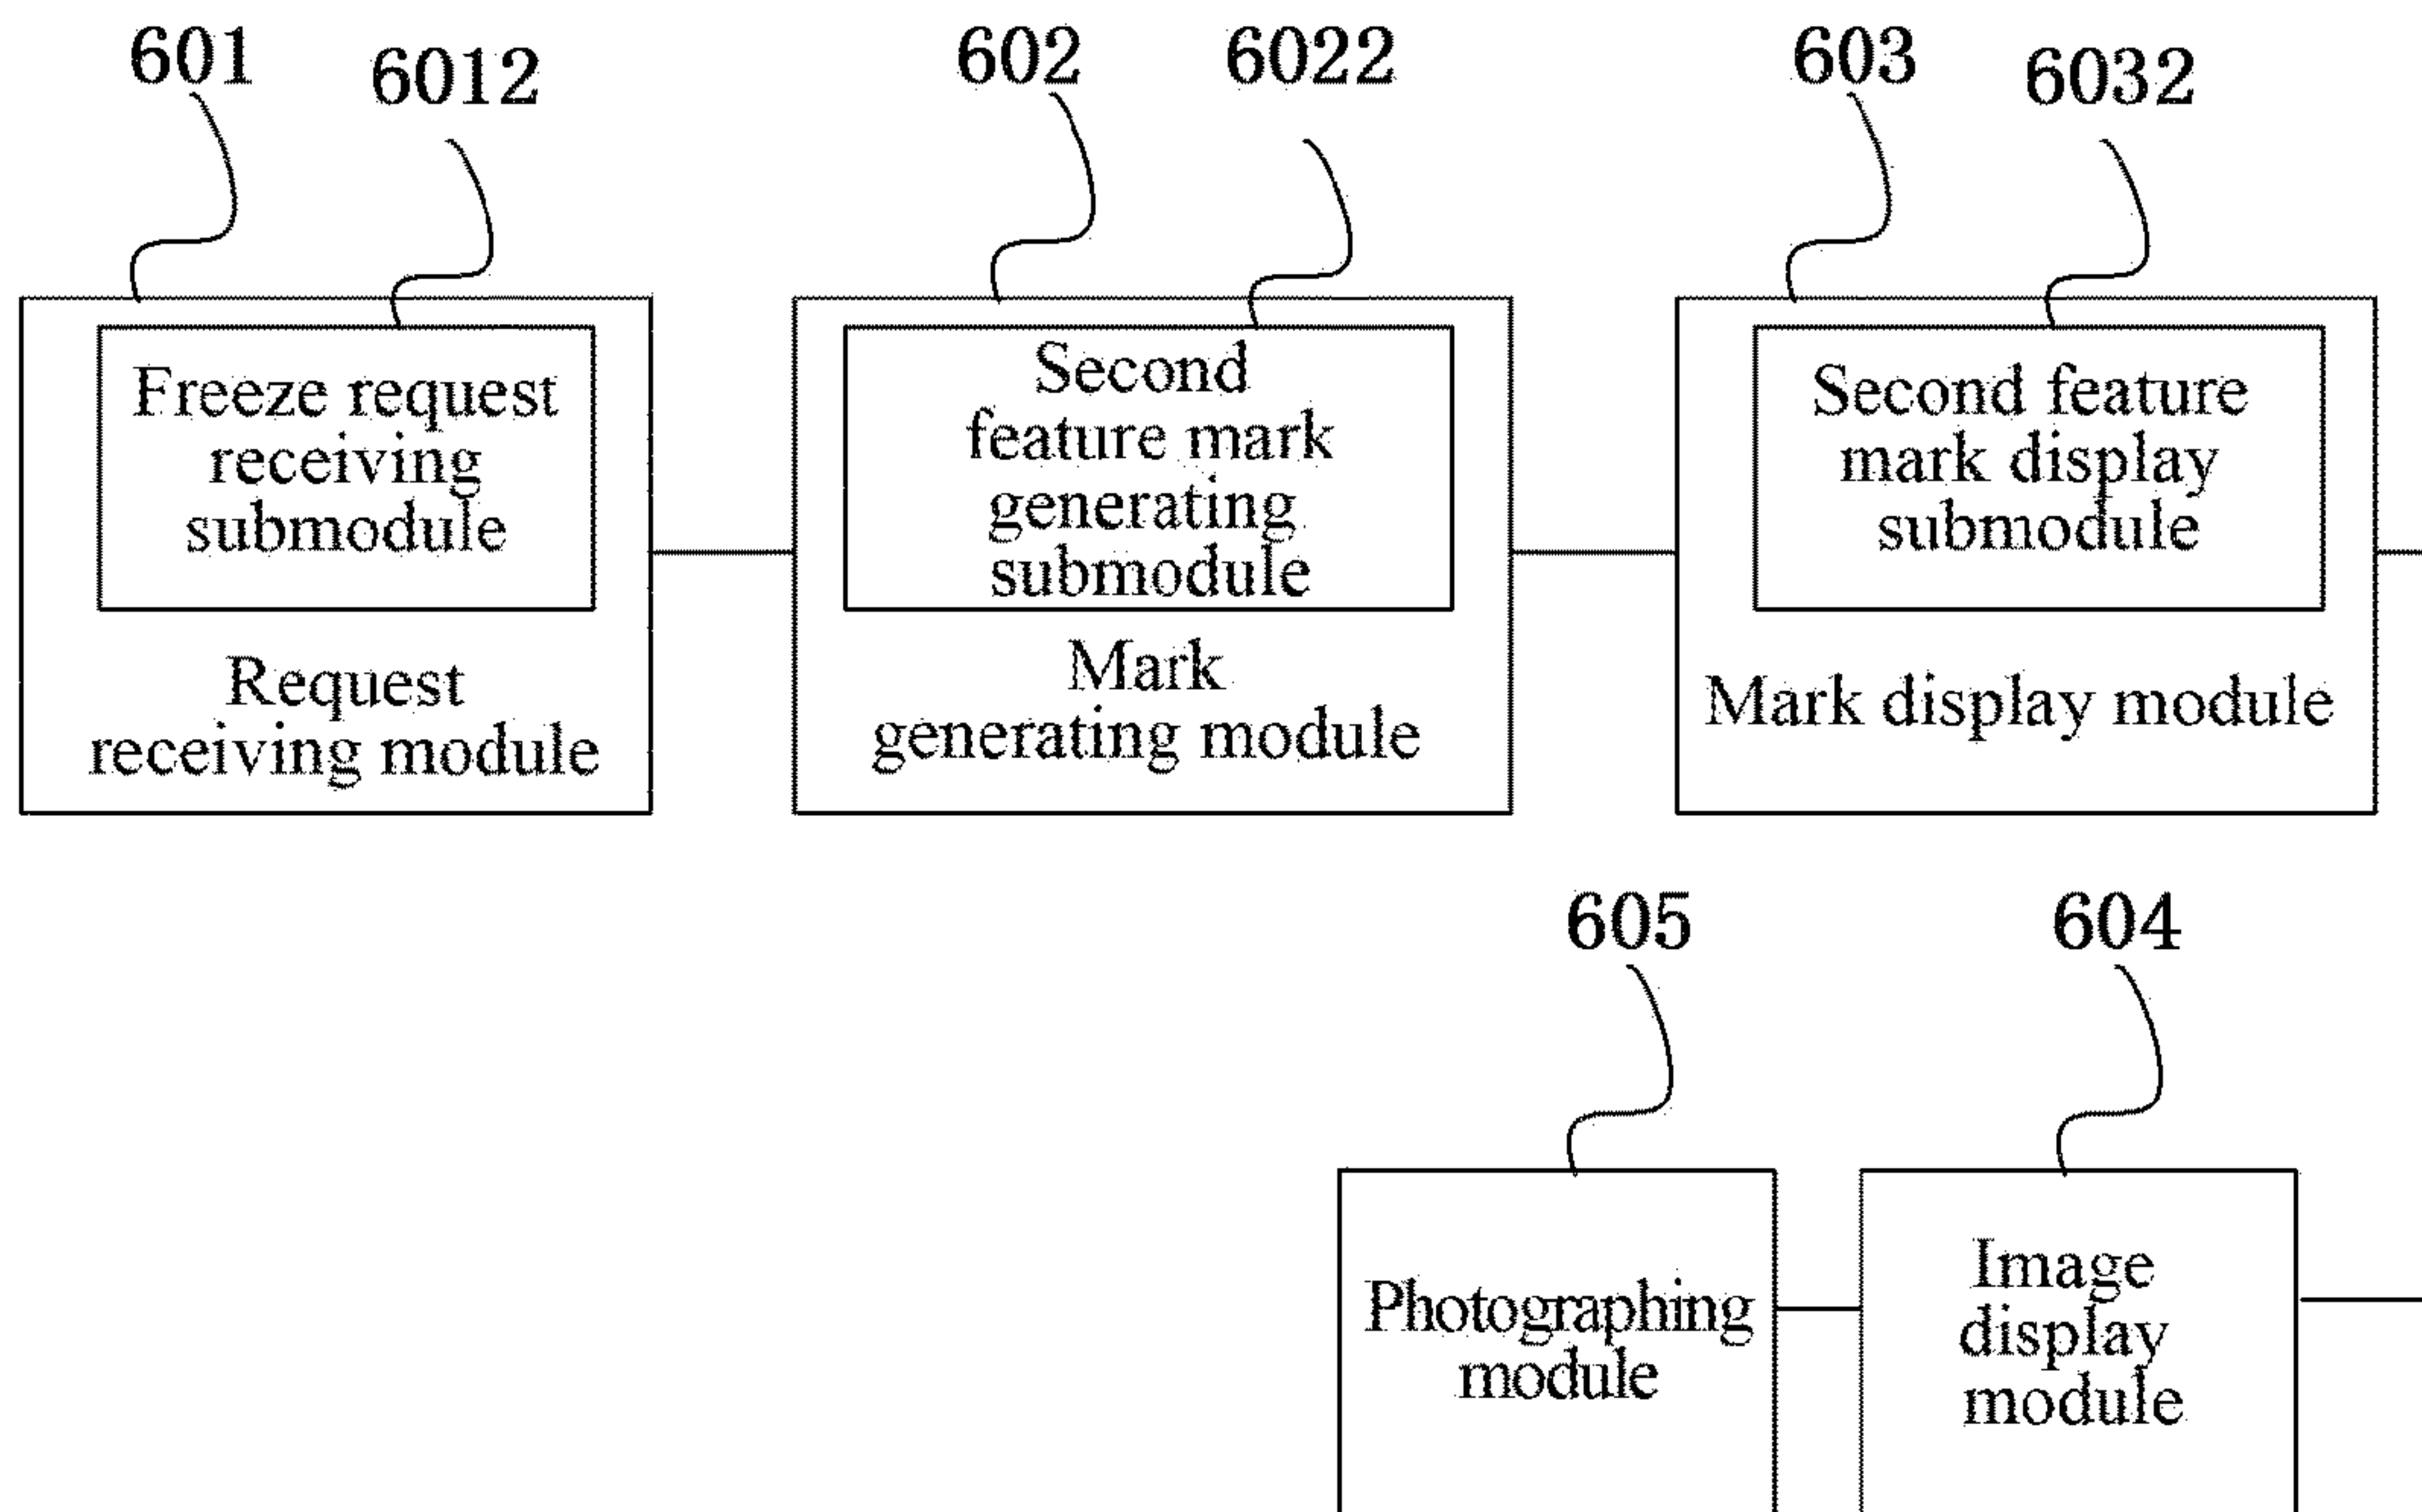 601
6012
602
6022
603
6032
Freeze request
receiving
submodule
Request
receiving module
Second
feature mark
generating
submodule
Mark
generating module
Second feature
mark display
submodule
Mark display module
605
604
Photographing
module
Image
display
module